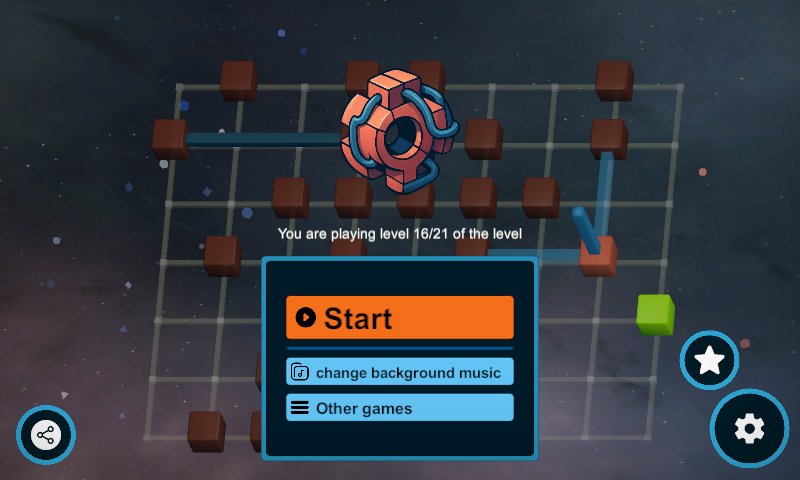 You are playing level 16/21 of the level
Start
change background music
Other games